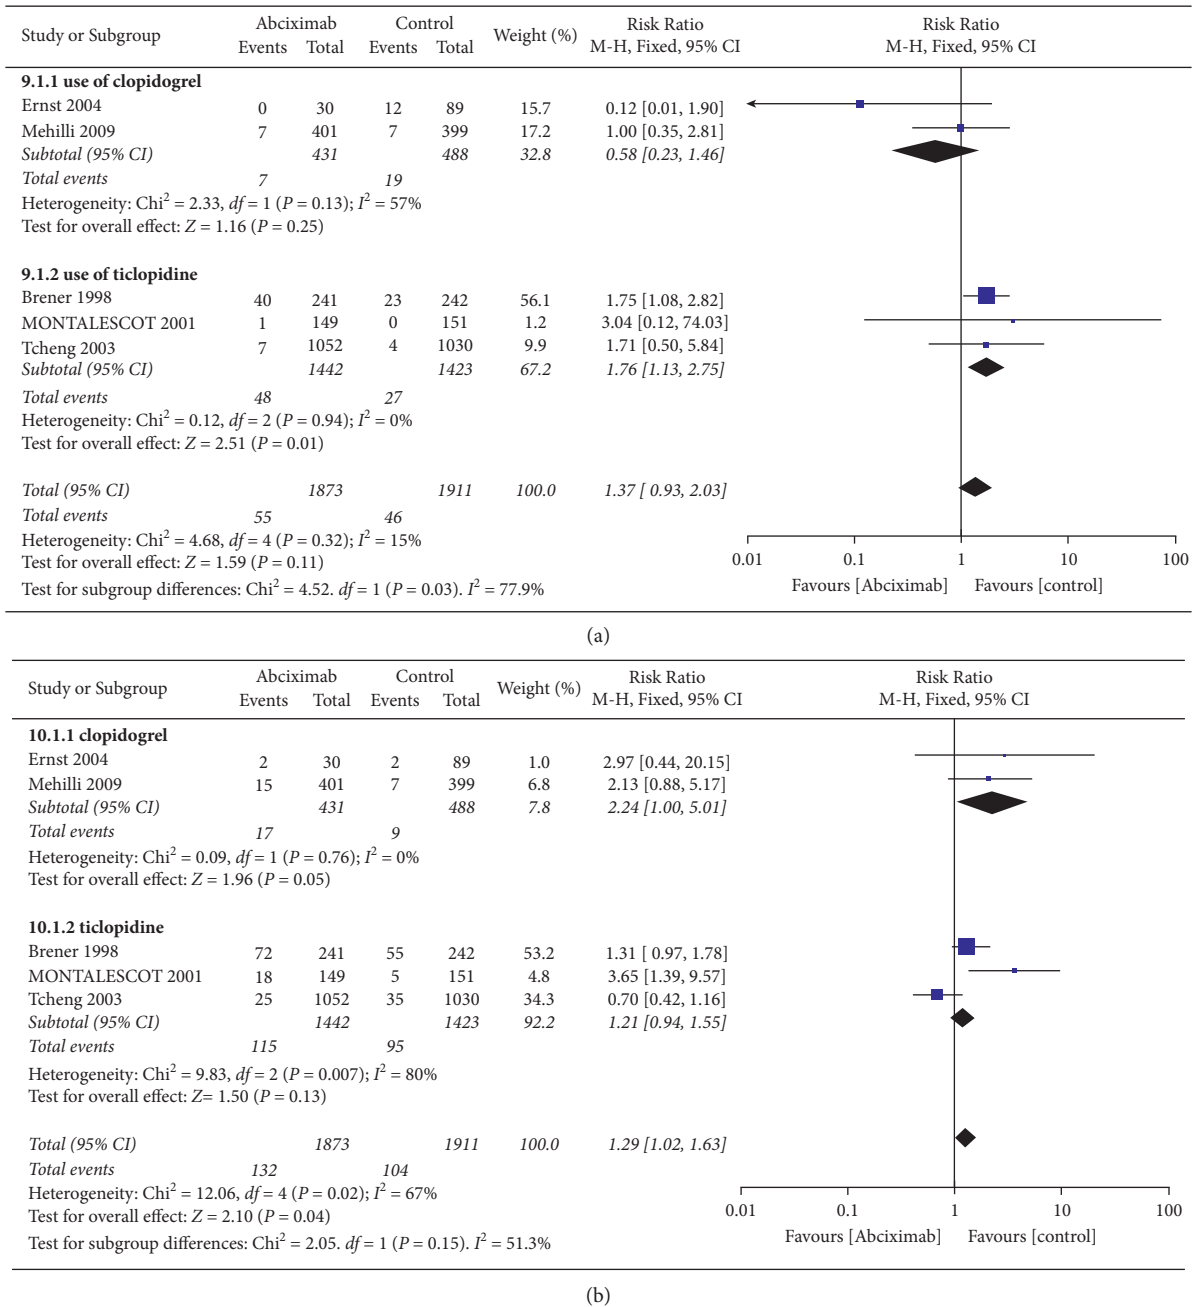 Study or Subgroup Abciximab Control Weight (%) Risk Ratio Risk Ratio
Events Total Events Total M-H, Fixed, 95% CI M-H, Fixed, 95% CI
9.1.1 use of clopidogrel
Ernst 2004 0 30 12 89 15.7 0.12 [0.01, 1.90]
Mehilli 2009 7 401 7 399 17.2 1.00 [0.35, 2.81]
Subtotal (95% CI) 431 488 32.8 0.58 [0.23, 1.46]
Total events 7 19
Heterogeneity: Chi² = 2.33, df = 1 (P = 0.13); I² = 57%
Test for overall effect: Z = 1.16 (P = 0.25)
9.1.2 use of ticlopidine
Brener 1998 40 241 23 242 56.1 1.75 [1.08, 2.82]
MONTALESCOT 2001 1 149 0 151 1.2 3.04 [0.12, 74.03]
Tcheng 2003 7 1052 4 1030 9.9 1.71 [0.50, 5.84]
Subtotal (95% CI) 1442 1423 67.2 1.76 [1.13, 2.75]
Total events 48 27
Heterogeneity: Chi² = 0.12, df = 2 (P = 0.94); I² = 0%
Test for overall effect: Z = 2.51 (P = 0.01)
Total (95% CI) 1873 1911 100.0 1.37 [ 0.93, 2.03]
Total events 55 46
Heterogeneity: Chi² = 4.68, df = 4 (P = 0.32); I² = 15%
Test for overall effect: Z = 1.59 (P = 0.11)
Test for subgroup differences: Chi² = 4.52. df = 1 (P = 0.03). I² = 77.9%
0.01 0.1 1 10 100
Favours [Abciximab] Favours [control]
(a)
Study or Subgroup Abciximab Control Weight (%) Risk Ratio Risk Ratio
Events Total Events Total M-H, Fixed, 95% CI M-H, Fixed, 95% CI
10.1.1 clopidogrel
Ernst 2004 2 30 2 89 1.0 2.97 [0.44, 20.15]
Mehilli 2009 15 401 7 399 6.8 2.13 [0.88, 5.17]
Subtotal (95% CI) 431 488 7.8 2.24 [1.00, 5.01]
Total events 17 9
Heterogeneity: Chi² = 0.09, df = 1 (P = 0.76); I² = 0%
Test for overall effect: Z = 1.96 (P = 0.05)
10.1.2 ticlopidine
Brener 1998 72 241 55 242 53.2 1.31 [ 0.97, 1.78]
MONTALESCOT 2001 18 149 5 151 4.8 3.65 [1.39, 9.57]
Tcheng 2003 25 1052 35 1030 34.3 0.70 [0.42, 1.16]
Subtotal (95% CI) 1442 1423 92.2 1.21 [0.94, 1.55]
Total events 115 95
Heterogeneity: Chi² = 9.83, df = 2 (P = 0.007); I² = 80%
Test for overall effect: Z= 1.50 (P = 0.13)
Total (95% CI) 1873 1911 100.0 1.29 [1.02, 1.63]
Total events 132 104
Heterogeneity: Chi² = 12.06, df = 4 (P = 0.02); I² = 67%
Test for overall effect: Z = 2.10 (P = 0.04)
Test for subgroup differences: Chi² = 2.05. df = 1 (P = 0.15). I² = 51.3%
0.01 0.1 1 10 100
Favours [Abciximab] Favours [control]
(b)